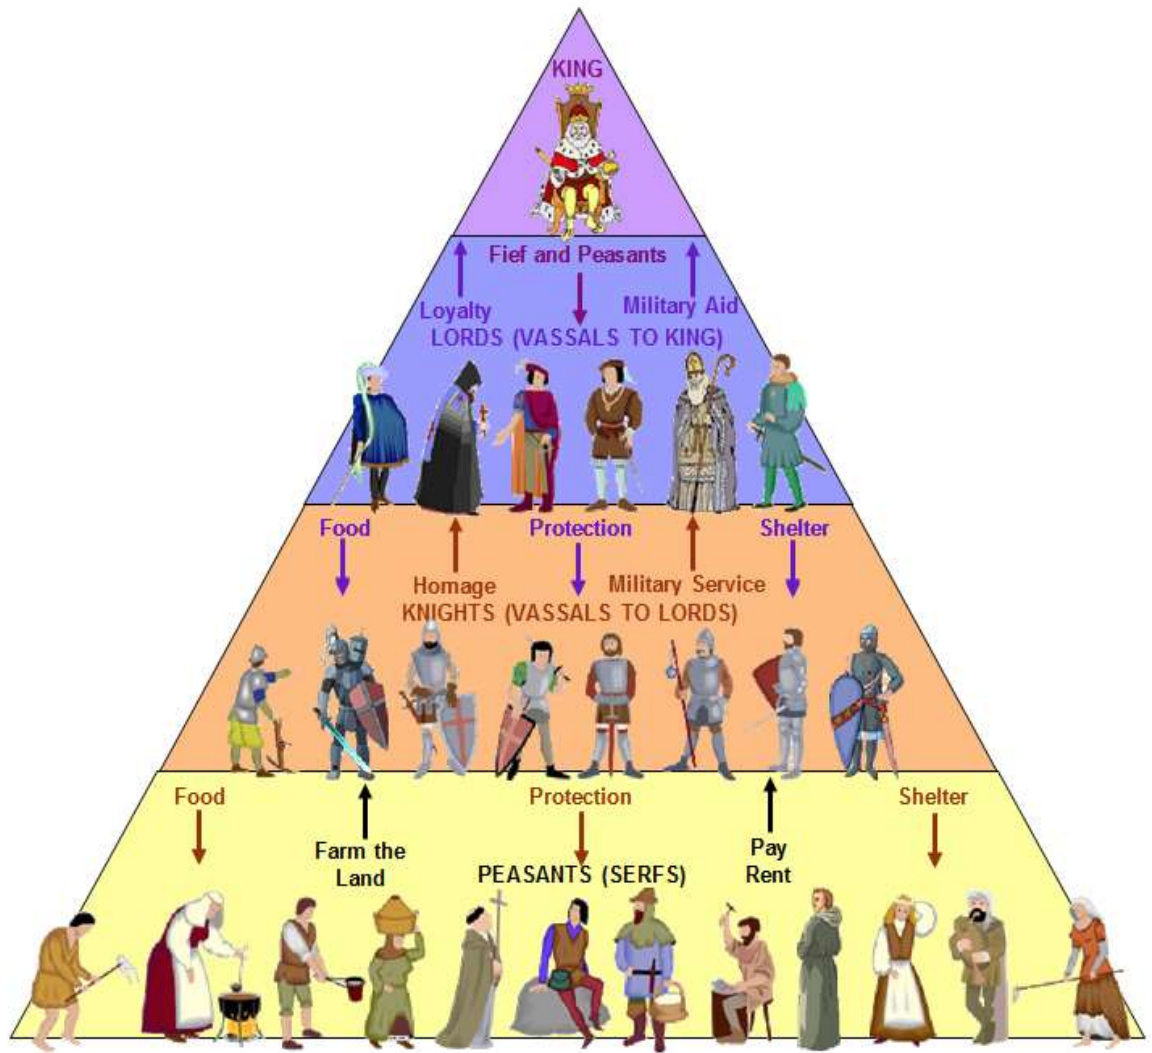 KING
Fief and Peasants
Loyalty
Military Aid
LORDS (VASSALS TO KING)
Food
Protection
Shelter
Homage
Military Service
KNIGHTS (VASSALS TO LORDS)
Food
Protection
Shelter
Farm the
Land
Pay
Rent
PEASANTS (SERFS)